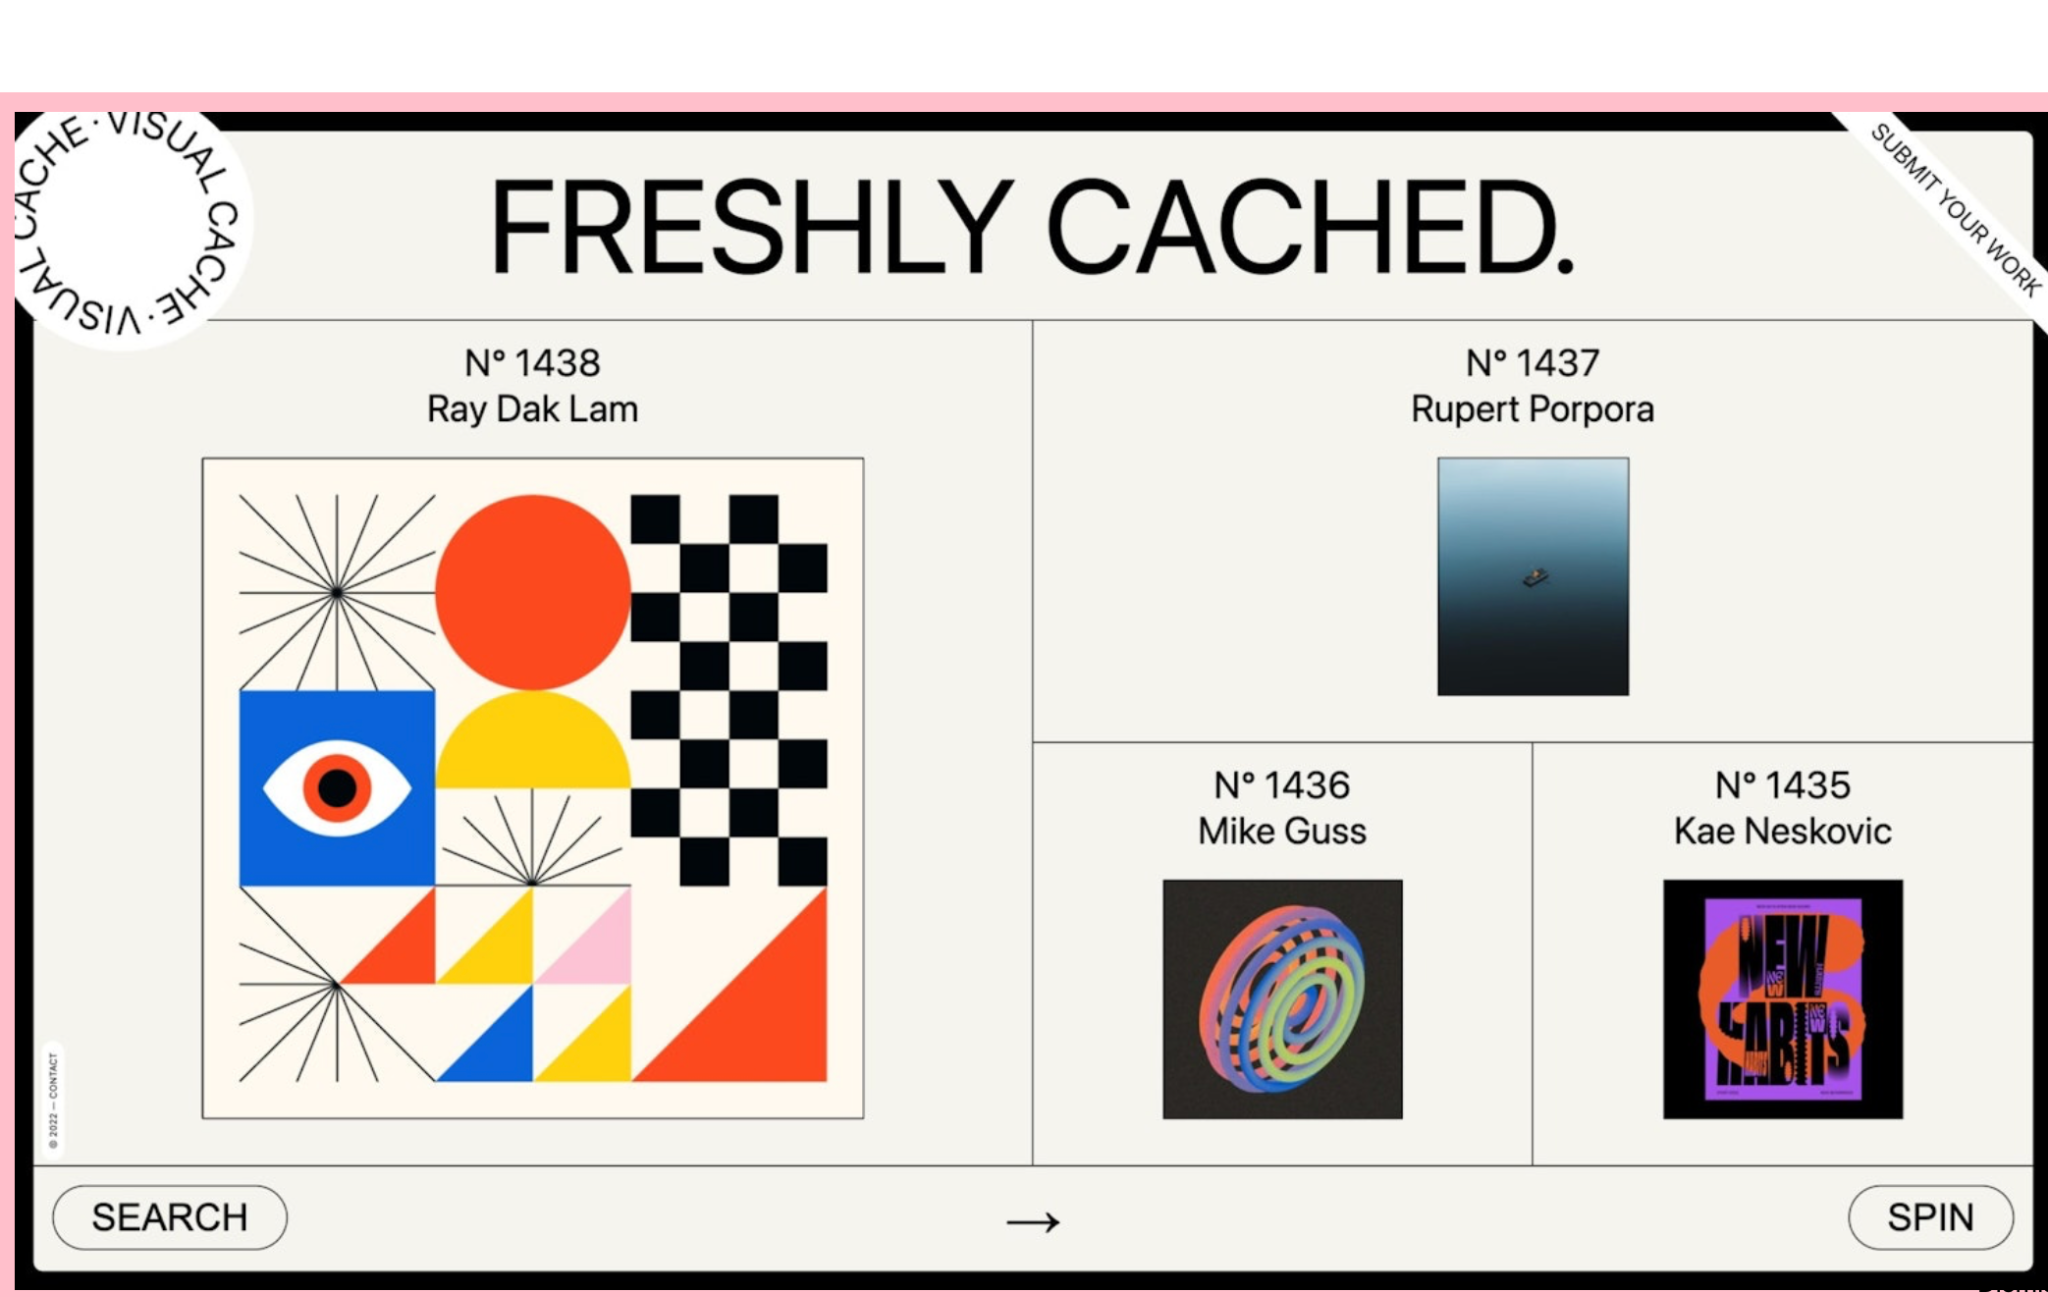 VISUAL CACHE · VISUAL CACHE ·
SUBMIT YOUR WORK
FRESHLY CACHED.
N° 1438
Ray Dak Lam
N° 1437
Rupert Porpora
N° 1436
Mike Guss
N° 1435
Kae Neskovic
NEW
HABITS
© 2022 — CONTACT
SEARCH
→
SPIN